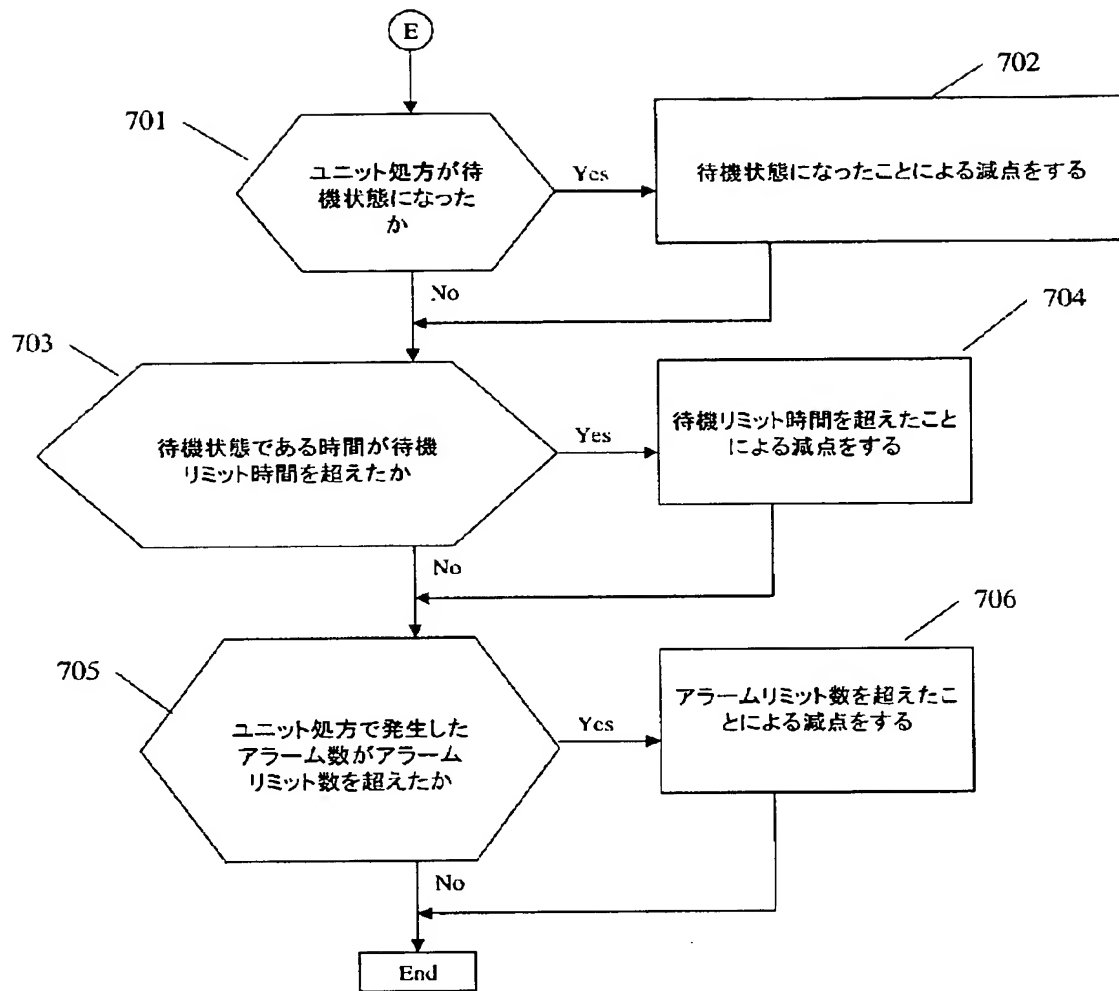 E
702
701
ユニット処方が待
機状態になった
か
Yes
待機状態になったことによる減点をする
No
704
703
待機状態である時間が待機
リミット時間を超えたか
Yes
待機リミット時間を超えたこと
による減点をする
No
706
705
ユニット処方で発生した
アラーム数がアラーム
リミット数を超えたか
Yes
アラームリミット数を超えたこ
とによる減点をする
No
End